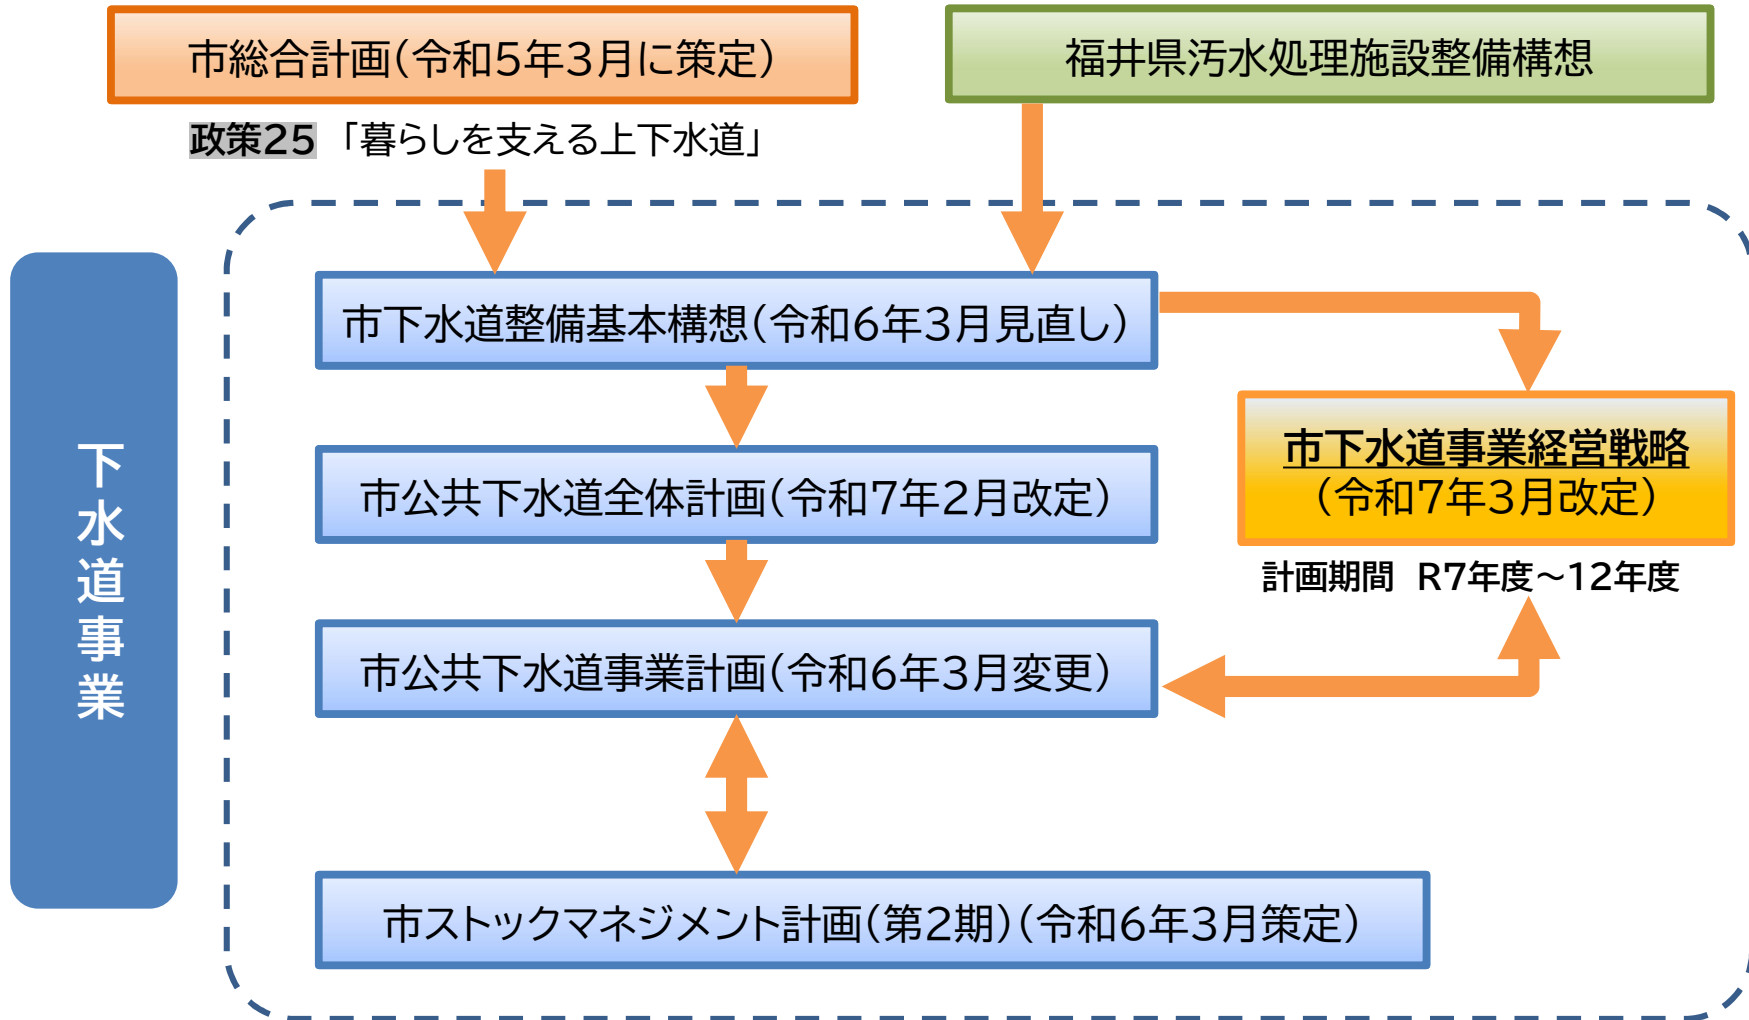 市総合計画(令和5年3月に策定)
福井県汚水処理施設整備構想
政策25 「暮らしを支える上下水道」
下水道事業
市下水道整備基本構想(令和6年3月見直し)
市公共下水道全体計画(令和7年2月改定)
市下水道事業経営戦略
(令和7年3月改定)
計画期間 R7年度~12年度
市公共下水道事業計画(令和6年3月変更)
市ストックマネジメント計画(第2期)(令和6年3月策定)